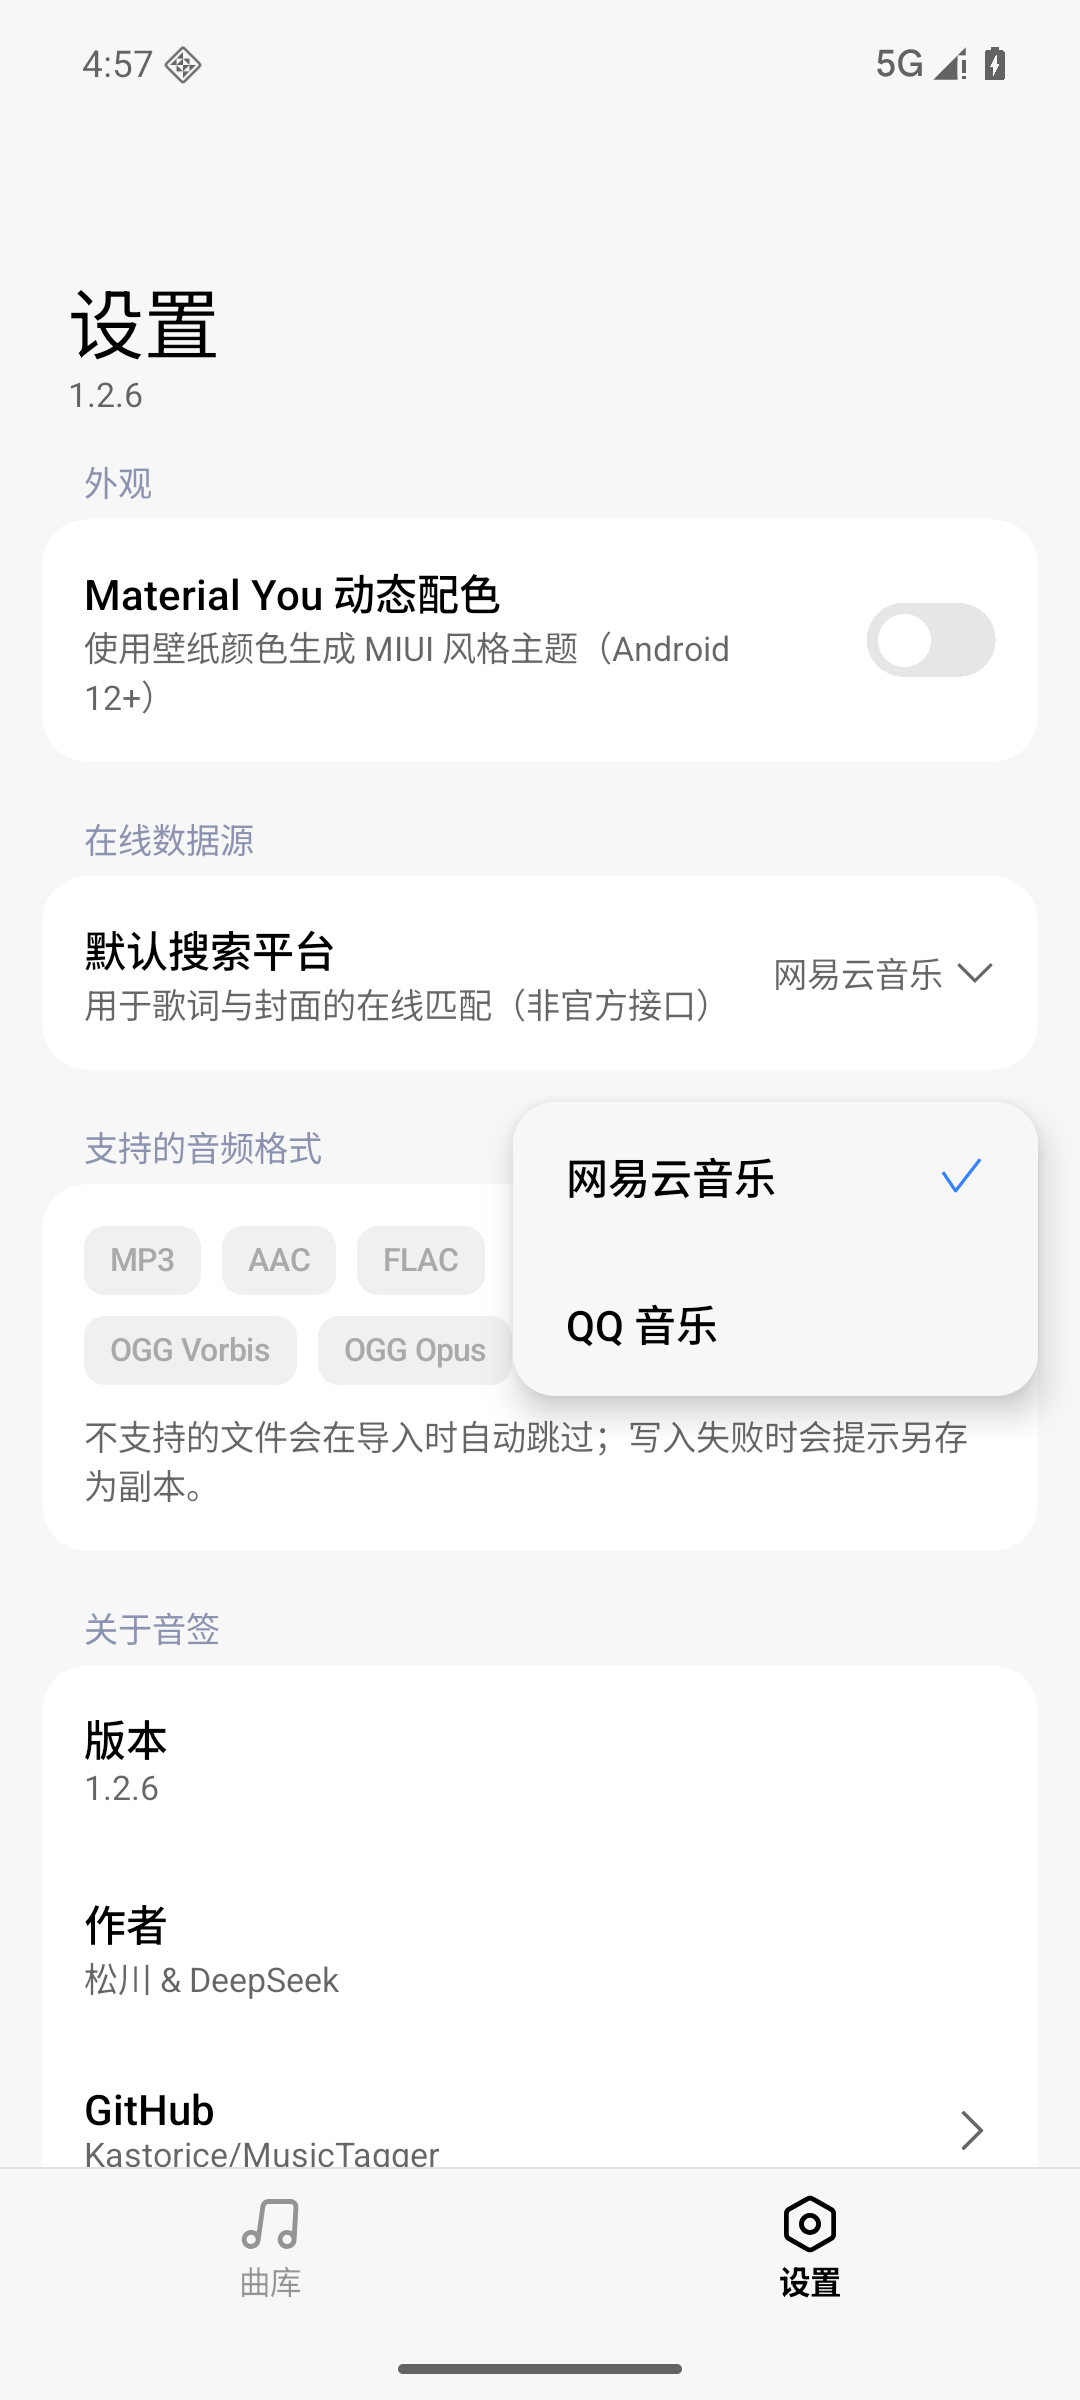 4:57
5G
设置
1.2.6
外观
Material You 动态配色
使用壁纸颜色生成 MIUI 风格主题（Android
12+）
在线数据源
默认搜索平台
用于歌词与封面的在线匹配（非官方接口）
网易云音乐
支持的音频格式
网易云音乐
QQ 音乐
MP3 AAC FLAC
OGG Vorbis OGG Opus
不支持的文件会在导入时自动跳过；写入失败时会提示另存
为副本。
关于音签
版本
1.2.6
作者
松川 & DeepSeek
GitHub
Kastorice/MusicTagger
曲库
设置